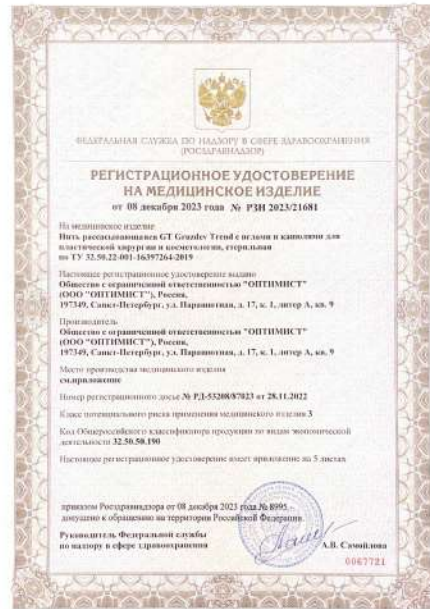 ФЕДЕРАЛЬНАЯ СЛУЖБА ПО НАДЗОРУ В СФЕРЕ ЗДРАВООХРАНЕНИЯ
(РОСЗДРАВНАДЗОР)
РЕГИСТРАЦИОННОЕ УДОСТОВЕРЕНИЕ
НА МЕДИЦИНСКОЕ ИЗДЕЛИЕ
от 08 декабря 2023 года № РЗН 2023/21681
На медицинское изделие
Нить рассасывающаяся GT Gruzdev Trend с иглами и канюлями для
пластической хирургии и косметологии, стерильная
по ТУ 32.50.22-001-16397264-2019
Настоящее регистрационное удостоверение выдано
Общество с ограниченной ответственностью "ОПТИМИСТ"
(ООО "ОПТИМИСТ"), Россия,
197349, Санкт-Петербург, ул. Парашютная, д. 17, к. 1, литер А, кв. 9
Производитель
Общество с ограниченной ответственностью "ОПТИМИСТ"
(ООО "ОПТИМИСТ"), Россия,
197349, Санкт-Петербург, ул. Парашютная, д. 17, к. 1, литер А, кв. 9
Место производства медицинского изделия
см.приложение
Номер регистрационного досье № РД-55208/87023 от 28.11.2022
Класс потенциального риска применения медицинского изделия 3
Код Общероссийского классификатора продукции по видам экономической
деятельности 32.50.50.190
Настоящее регистрационное удостоверение имеет приложение на 5 листах
приказом Росздравнадзора от 08 декабря 2023 года № 8995
допущено к обращению на территории Российской Федерации.
Руководитель Федеральной службы
по надзору в сфере здравоохранения
А.В. Самойлова
0067721